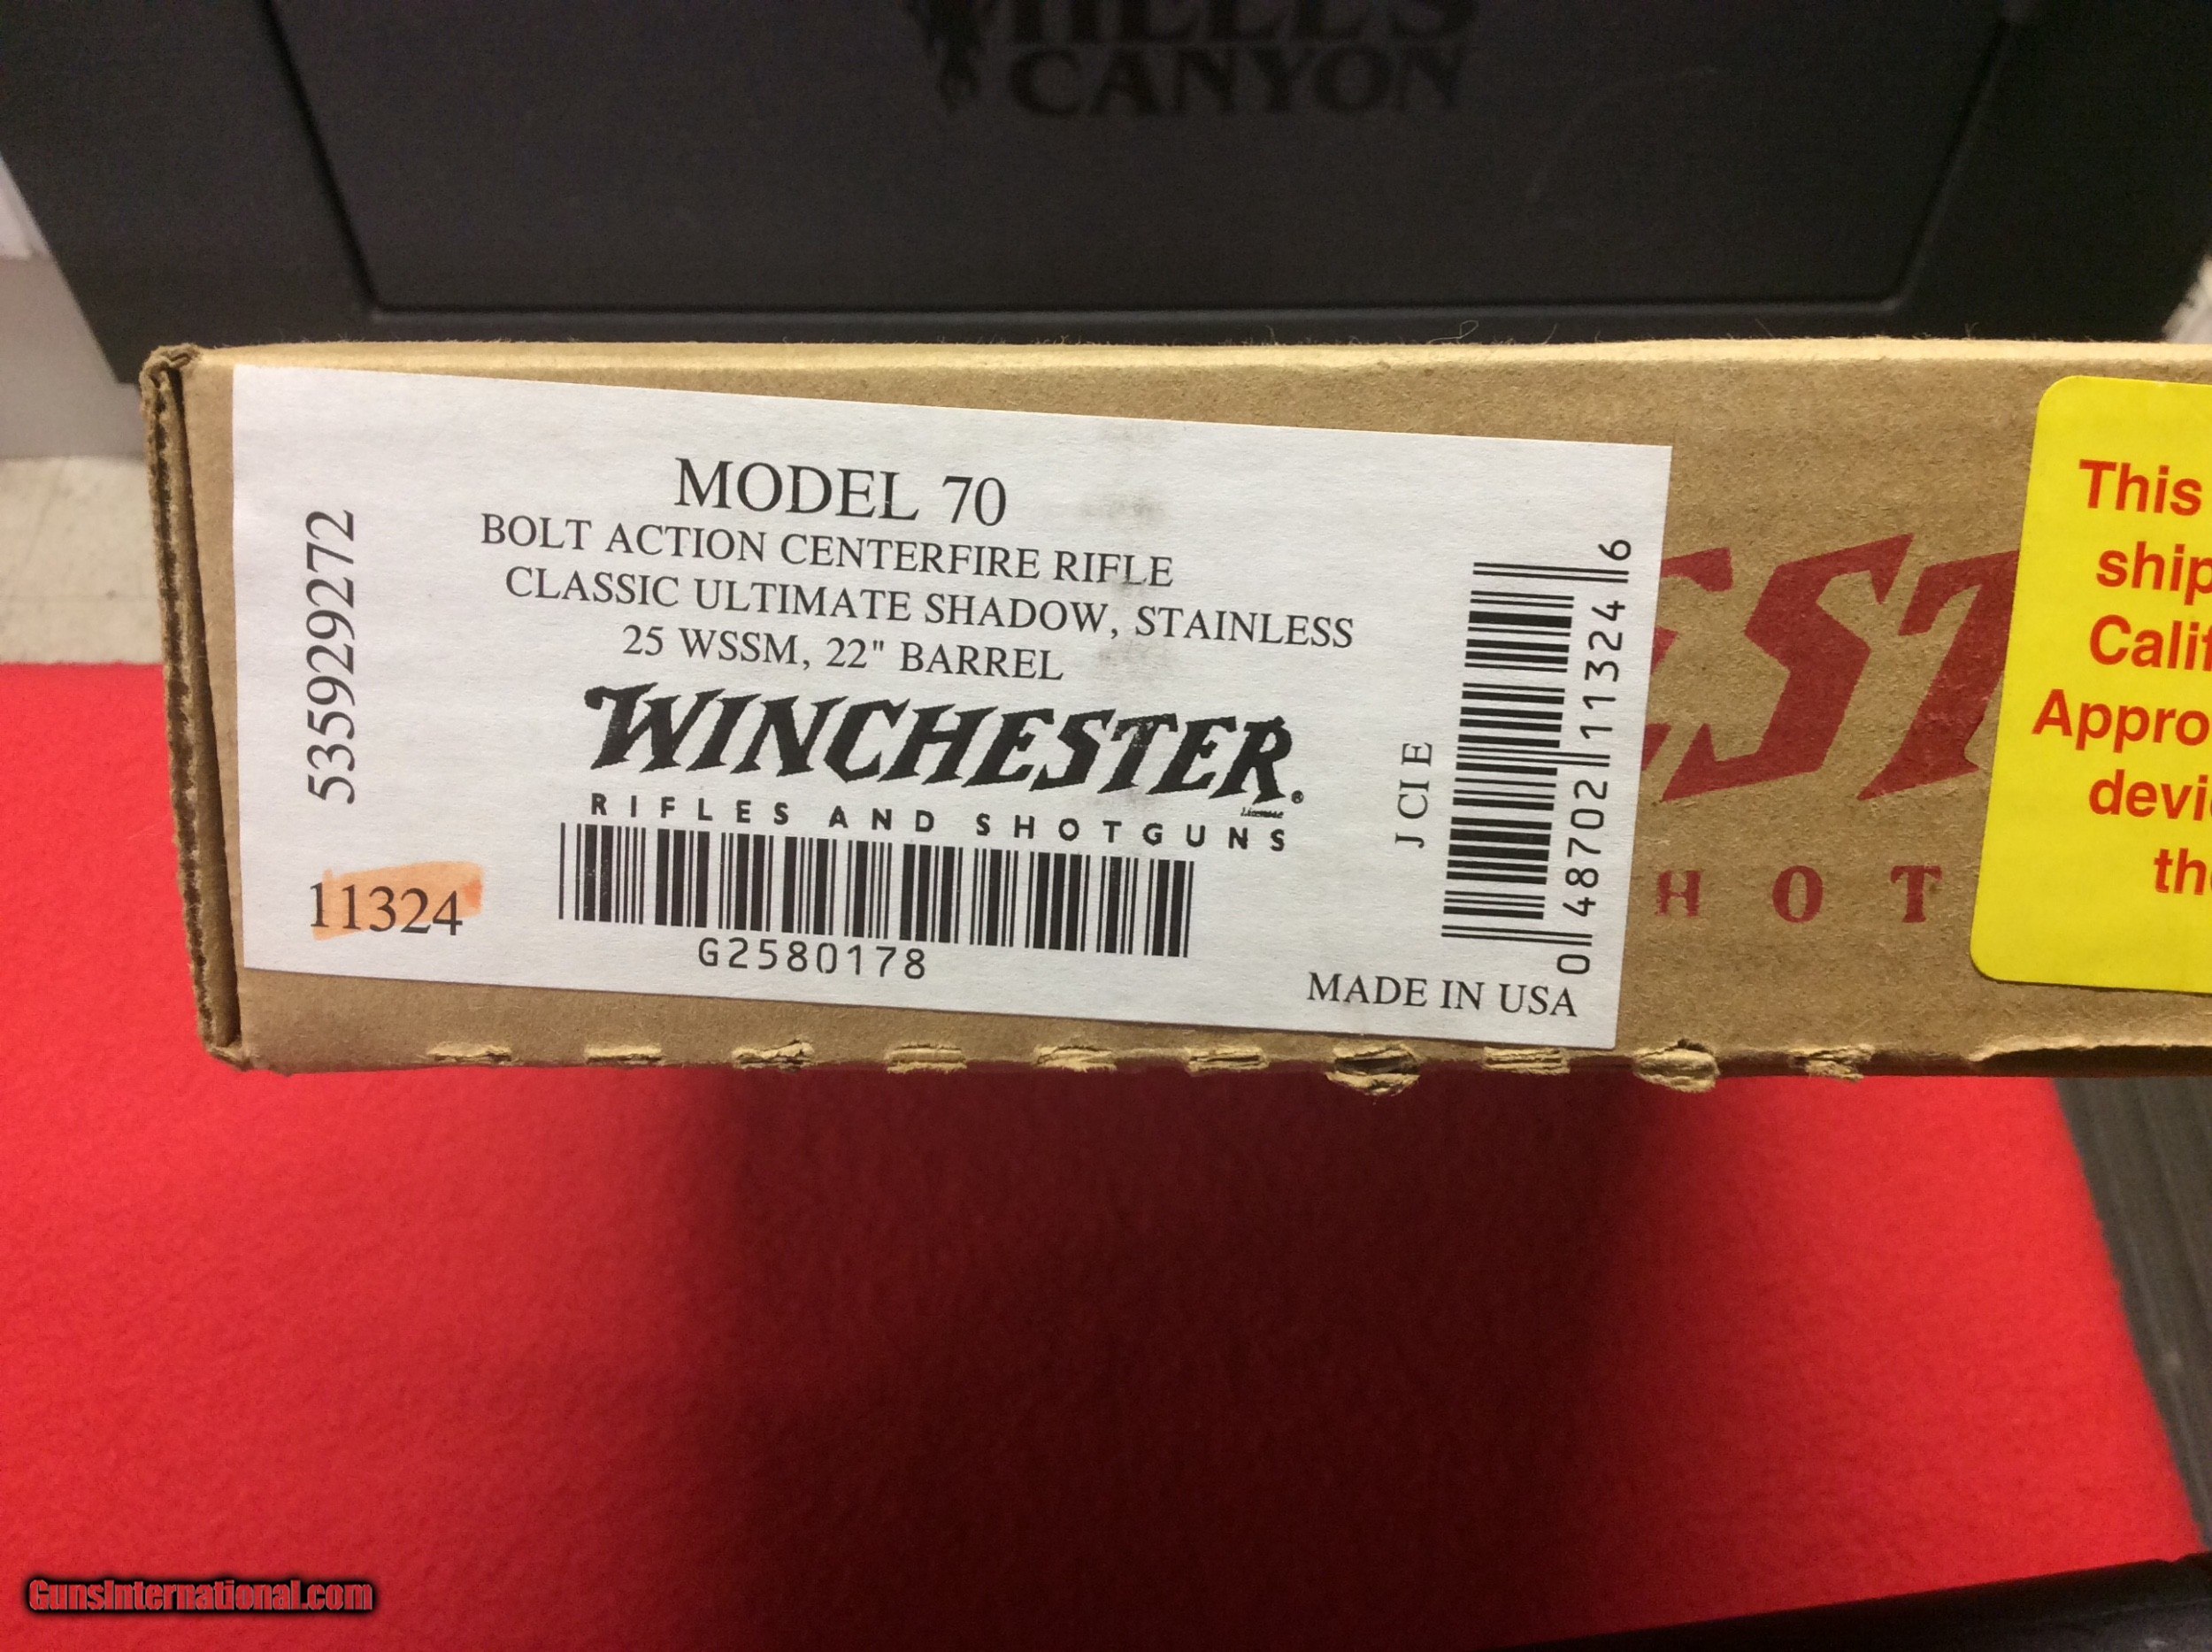 CANYON
MODEL 70
BOLT ACTION CENTERFIRE RIFLE
CLASSIC ULTIMATE SHADOW, STAINLESS
25 WSSM, 22" BARREL
WINCHESTER®
RIFLES AND SHOTGUNS
G2580178
535929272
11324
J CI E
0 48702 11324 6
MADE IN USA
EST
HOT
This
ship
Calif
Appro
devi
the
GunsInternational.com